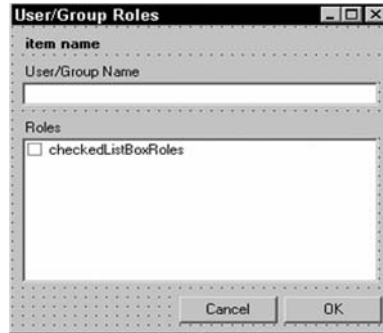 User/Group Roles
item name
User/Group Name
Roles
checkedListBoxRoles
Cancel OK